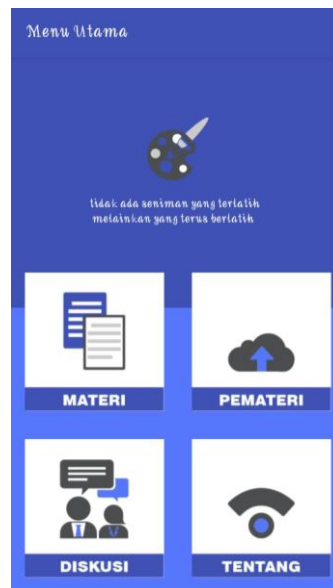 Menu Utama
tidak ada seniman yang terlatih
melainkan yang terus berlatih
MATERI
PEMATERI
DISKUSI
TENTANG